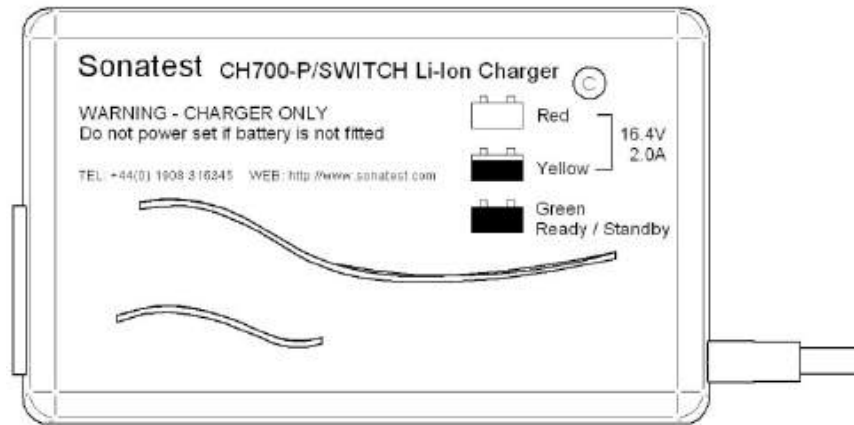 Sonatest CH700-P/SWITCH Li-Ion Charger
C
WARNING - CHARGER ONLY
Do not power set if battery is not fitted
TEL: +44(0) 1908 316345 WEB: http://www.sonatest.com
Red
Yellow
16.4V
2.0A
Green
Ready / Standby